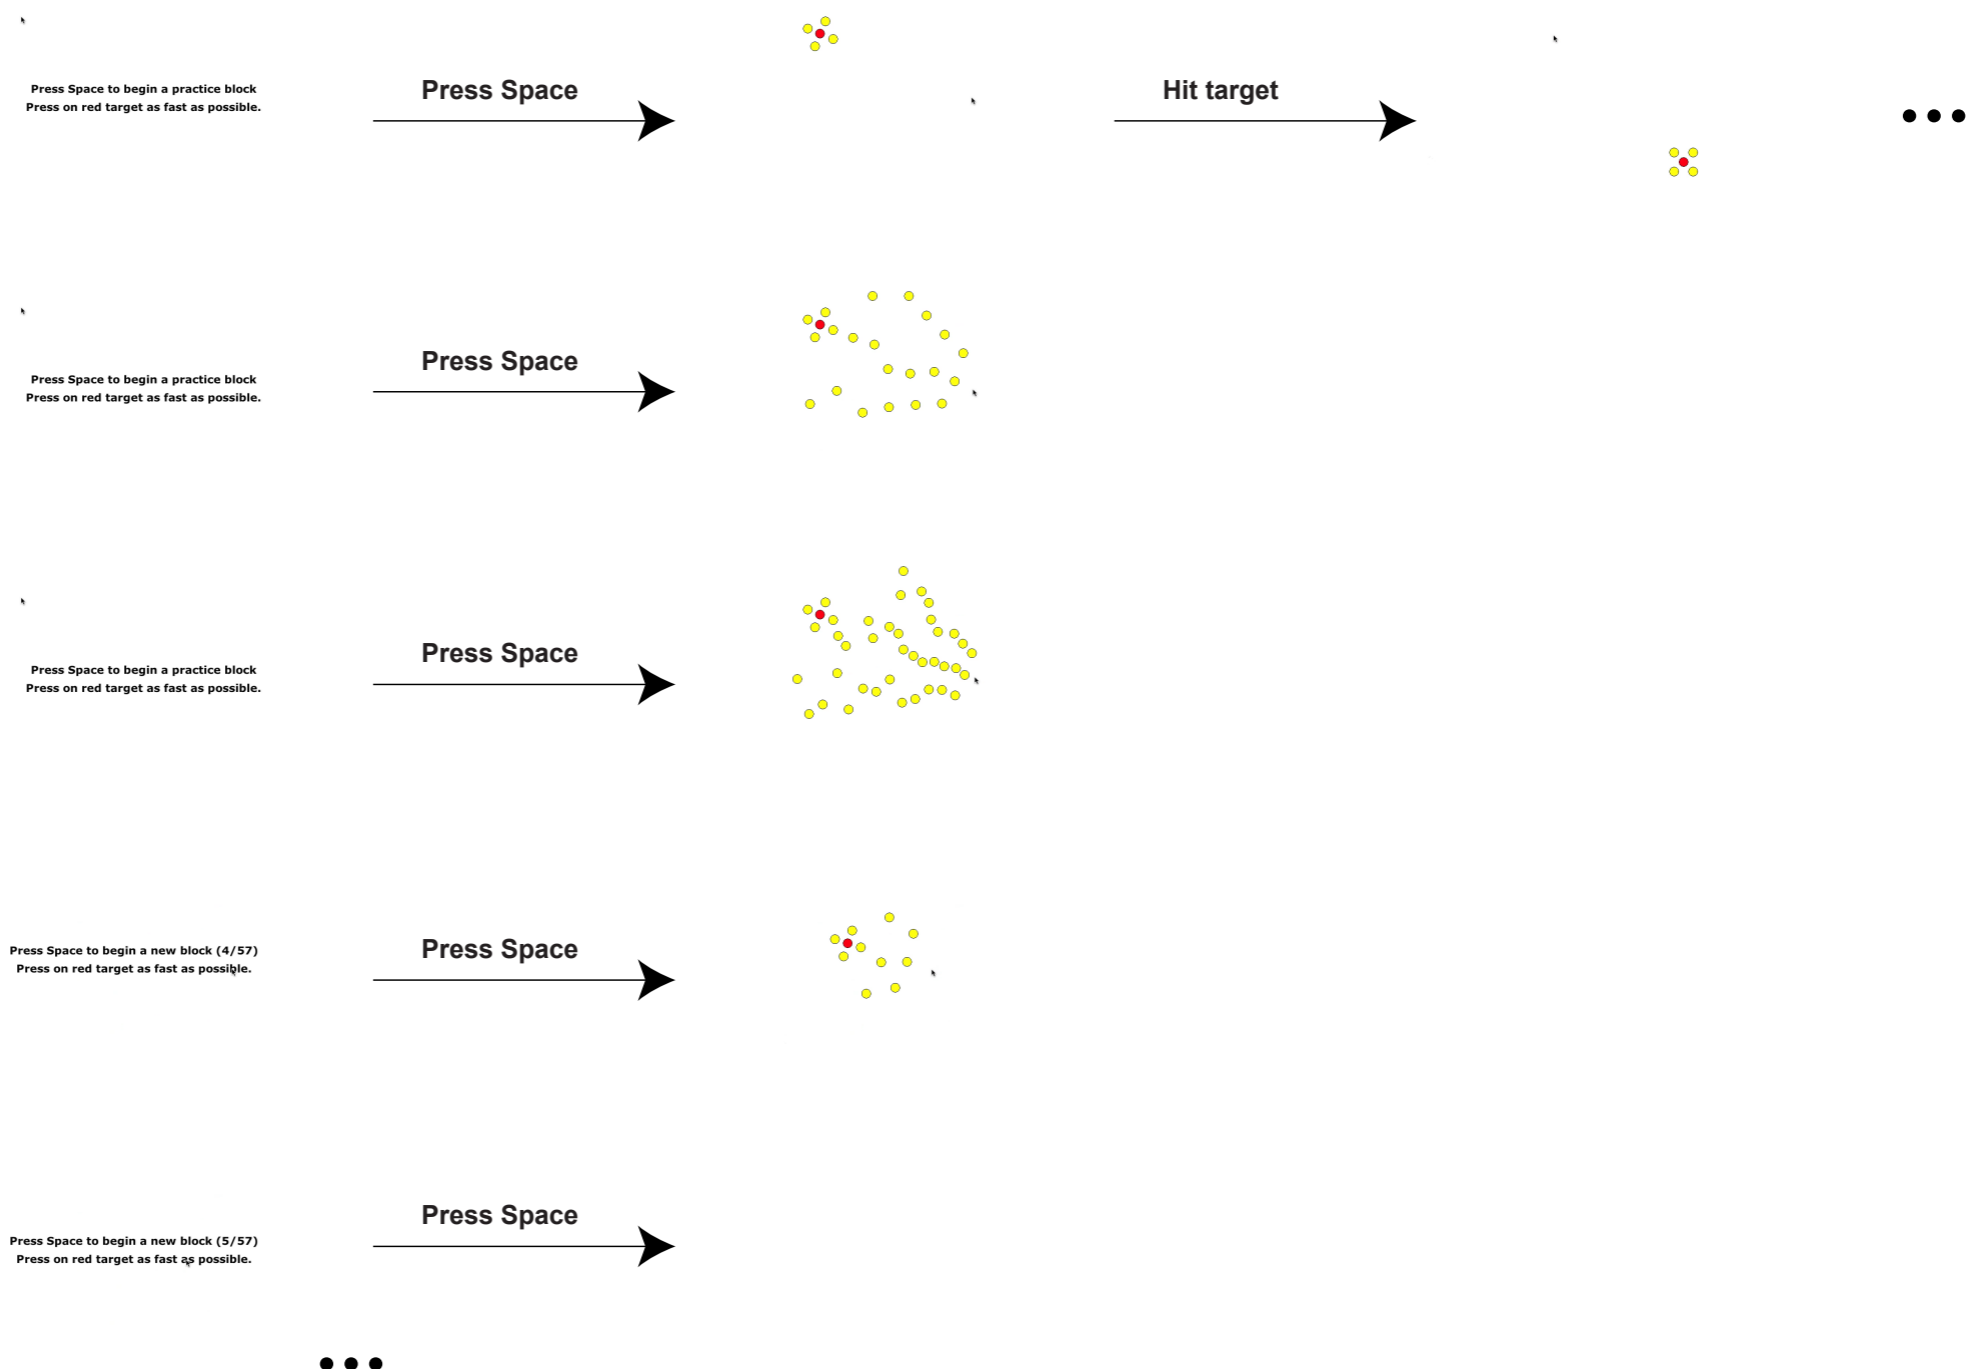 Press Space to begin a practice block
Press on red target as fast as possible.
Press Space
Hit target
Press Space to begin a practice block
Press on red target as fast as possible.
Press Space
Press Space to begin a practice block
Press on red target as fast as possible.
Press Space
Press Space to begin a new block (4/57)
Press on red target as fast as possible.
Press Space
Press Space to begin a new block (5/57)
Press on red target as fast as possible.
Press Space